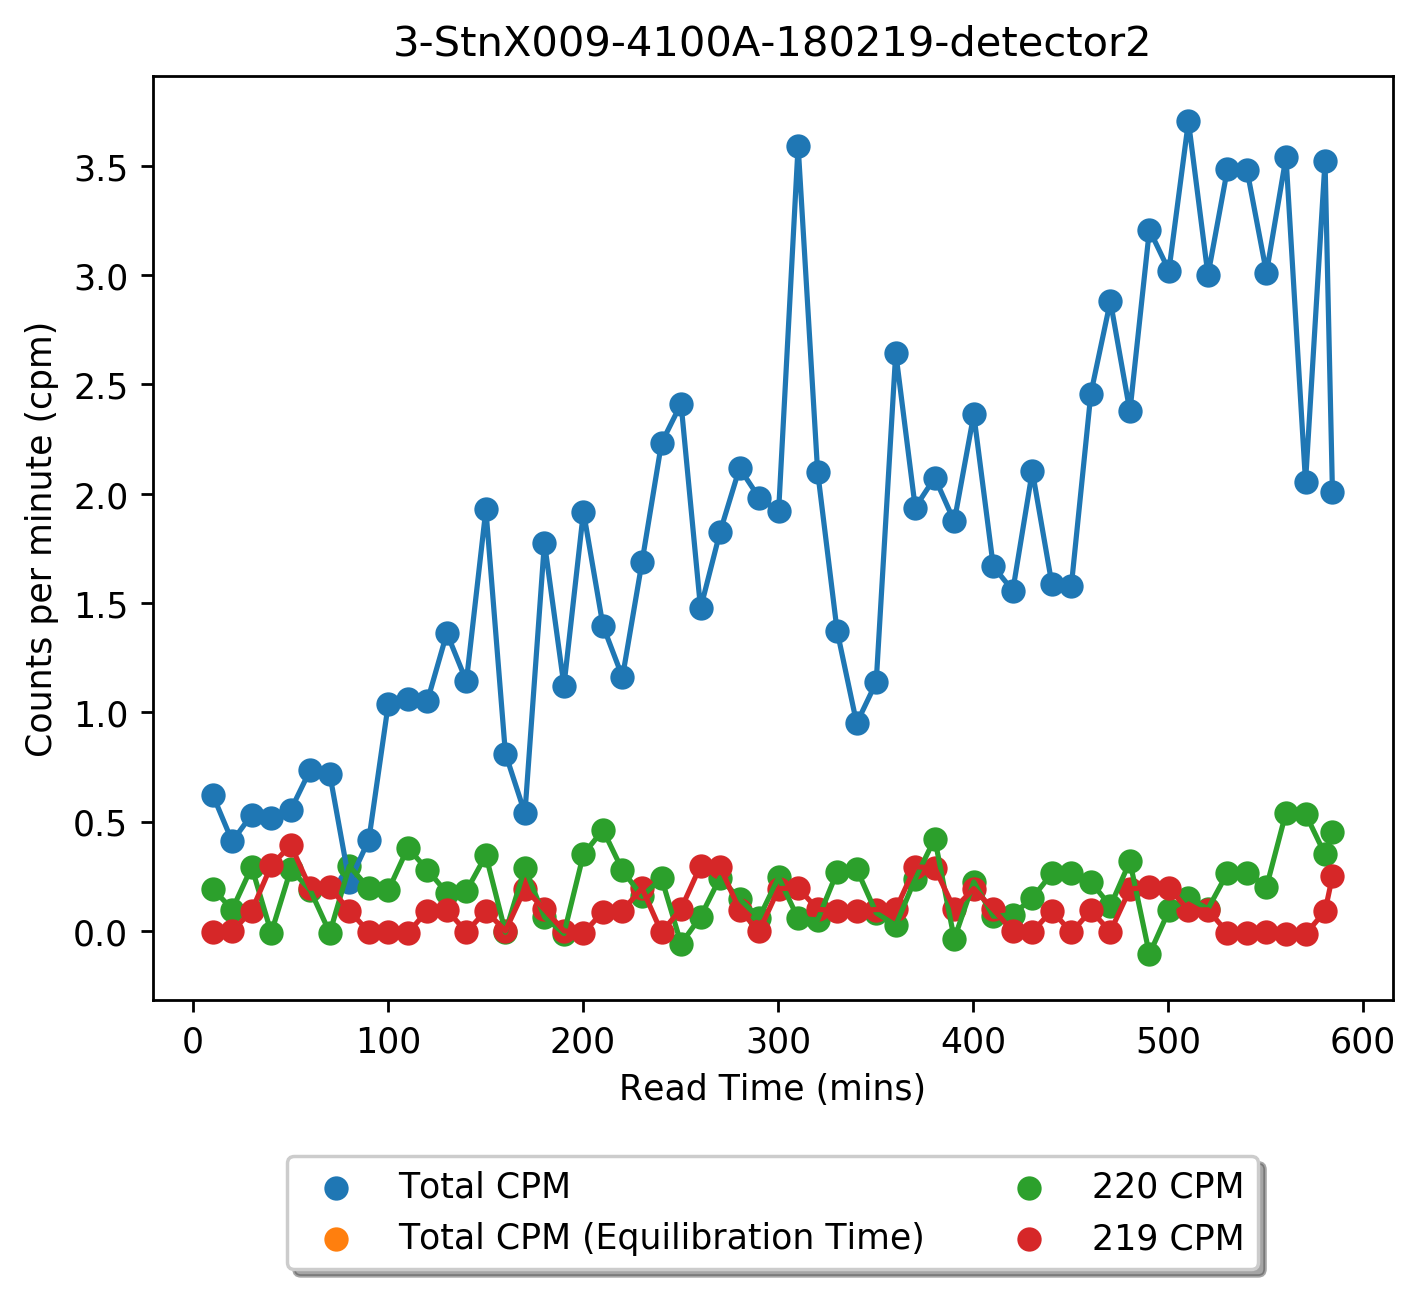 3-StnX009-4100A-180219-detector2
Counts per minute (cpm)
3.5
3.0
2.5
2.0
1.5
1.0
0.5
0.0
0 100 200 300 400 500 600
Read Time (mins)
Total CPM
Total CPM (Equilibration Time)
220 CPM
219 CPM